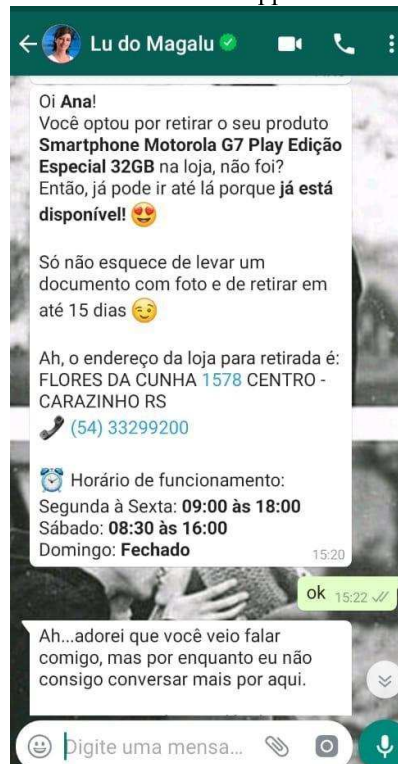 Lu do Magalu
Oi Ana!
Você optou por retirar o seu produto
Smartphone Motorola G7 Play Edição
Especial 32GB na loja, não foi?
Então, já pode ir até lá porque já está
disponível! 😍
Só não esquece de levar um
documento com foto e de retirar em
até 15 dias 😉
Ah, o endereço da loja para retirada é:
FLORES DA CUNHA 1578 CENTRO -
CARAZINHO RS
📞 (54) 33299200
⏰ Horário de funcionamento:
Segunda à Sexta: 09:00 às 18:00
Sábado: 08:30 às 16:00
Domingo: Fechado
15:20
ok 15:22
Ah...adorei que você veio falar
comigo, mas por enquanto eu não
consigo conversar mais por aqui.
Digite uma mensa...